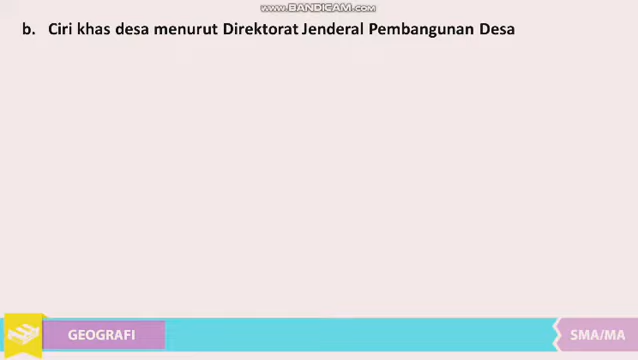 www.BANDICAM.com
b. Ciri khas desa menurut Direktorat Jenderal Pembangunan Desa
GEOGRAFI
SMA/MA